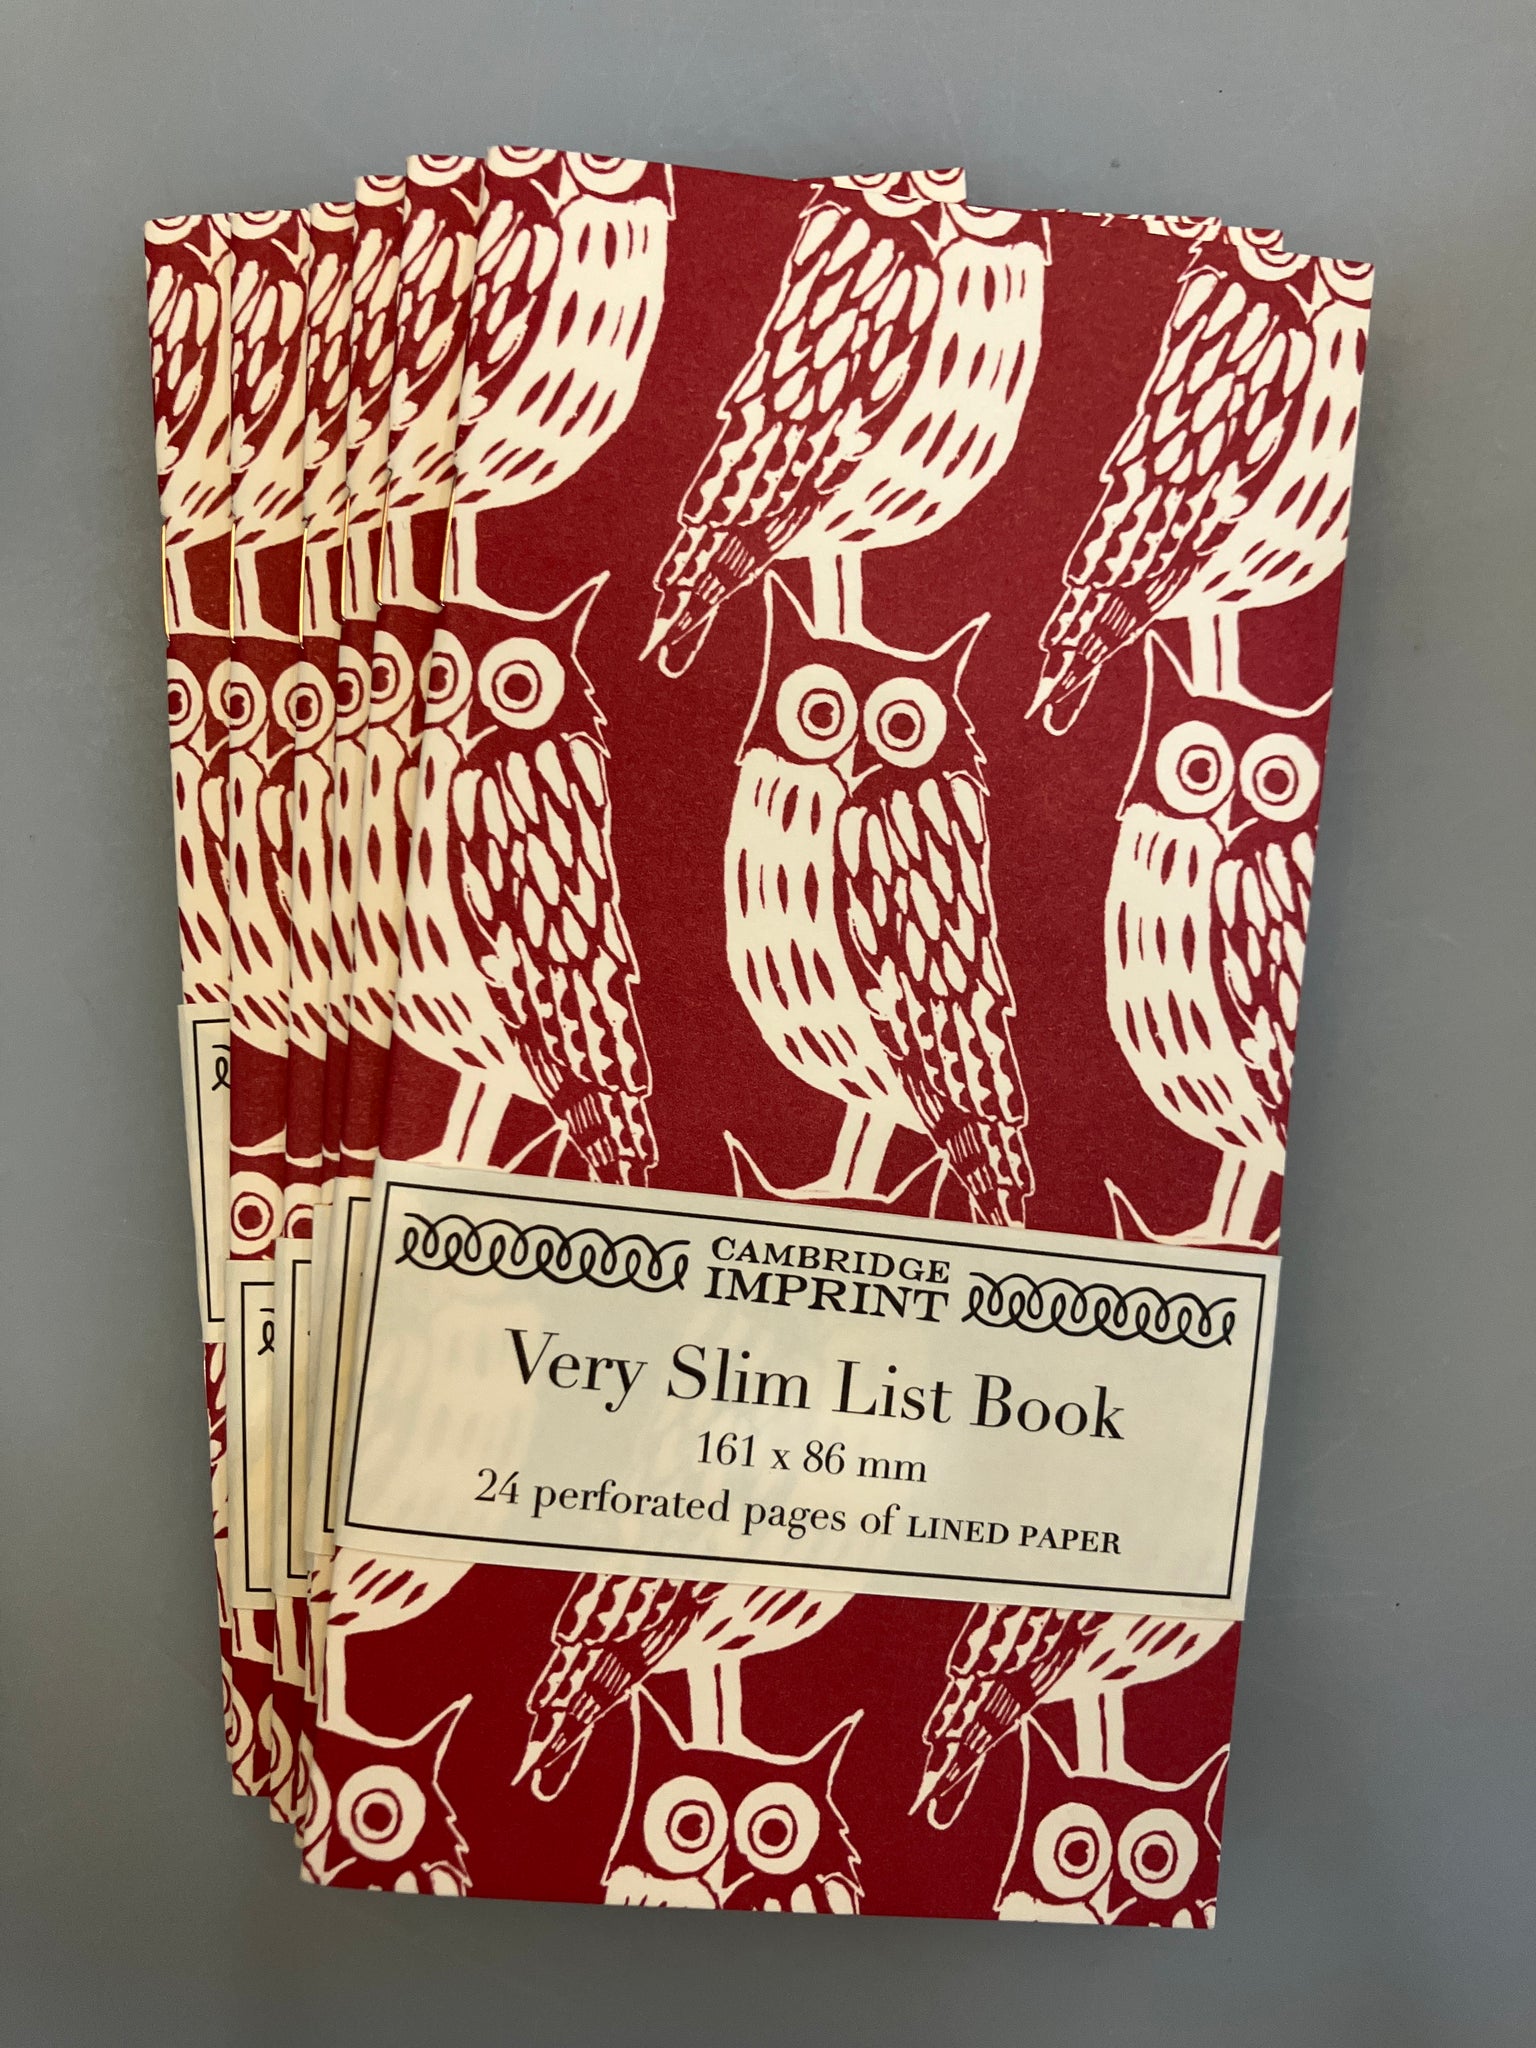 CAMBRIDGE
IMPRINT
Very Slim List Book
161 x 86 mm
24 perforated pages of LINED PAPER